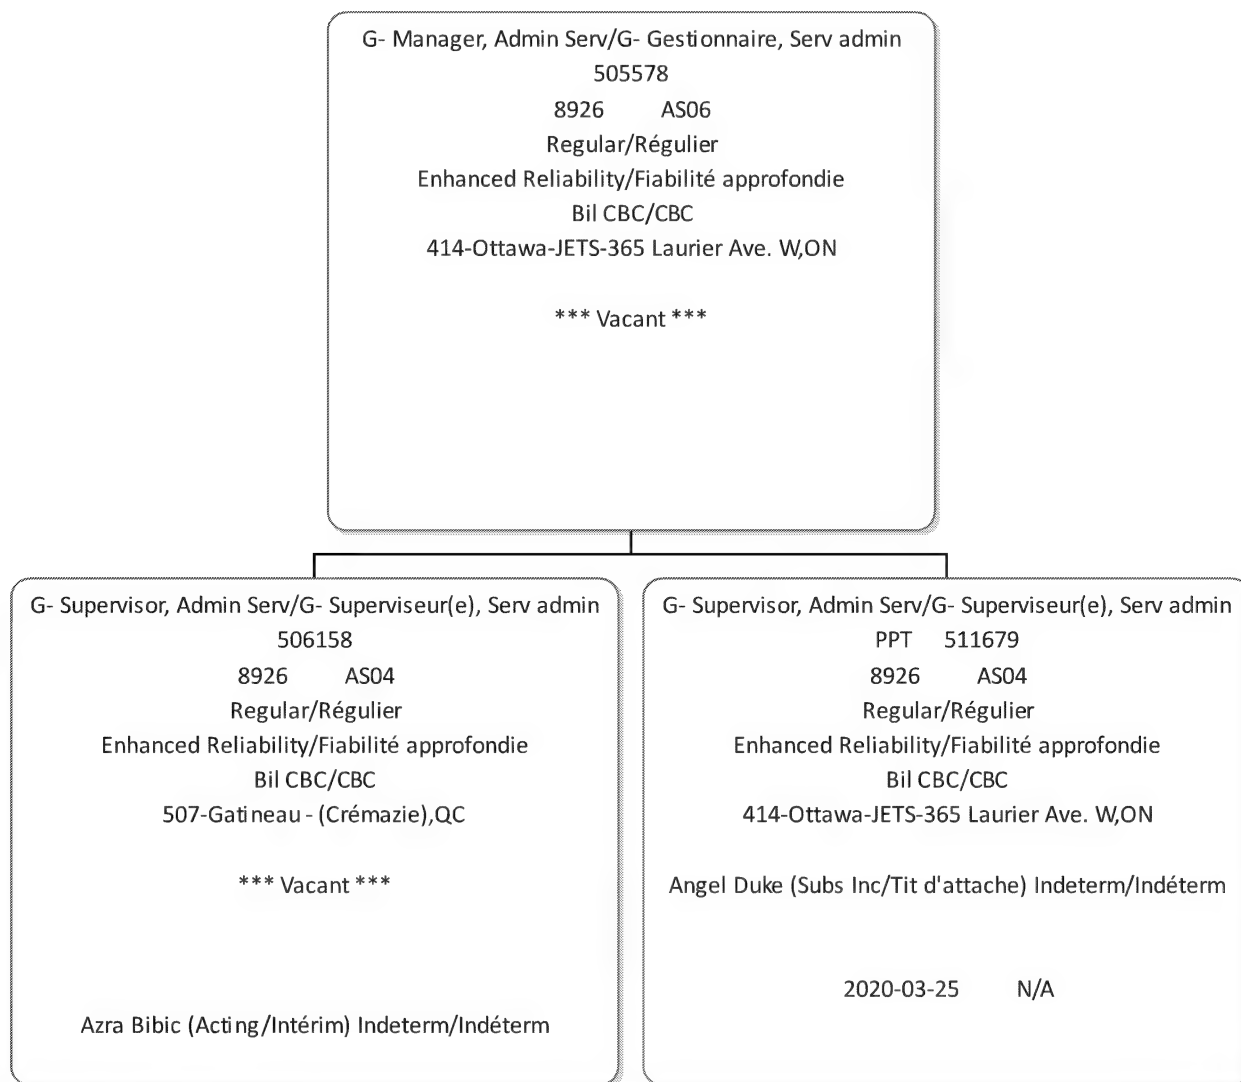 G- Manager, Admin Serv/G- Gestionnaire, Serv admin
505578
8926 AS06
Regular/Régulier
Enhanced Reliability/Fiabilité approfondie
Bil CBC/CBC
414-Ottawa-JETS-365 Laurier Ave. W,ON
*** Vacant ***
G- Supervisor, Admin Serv/G- Superviseur(e), Serv admin
506158
8926 AS04
Regular/Régulier
Enhanced Reliability/Fiabilité approfondie
Bil CBC/CBC
507-Gatineau - (Crémazie),QC
*** Vacant ***
Azra Bibic (Acting/Intérim) Indeterm/Indéterm
G- Supervisor, Admin Serv/G- Superviseur(e), Serv admin
PPT 511679
8926 AS04
Regular/Régulier
Enhanced Reliability/Fiabilité approfondie
Bil CBC/CBC
414-Ottawa-JETS-365 Laurier Ave. W,ON
Angel Duke (Subs Inc/Tit d'attache) Indeterm/Indéterm
2020-03-25 N/A